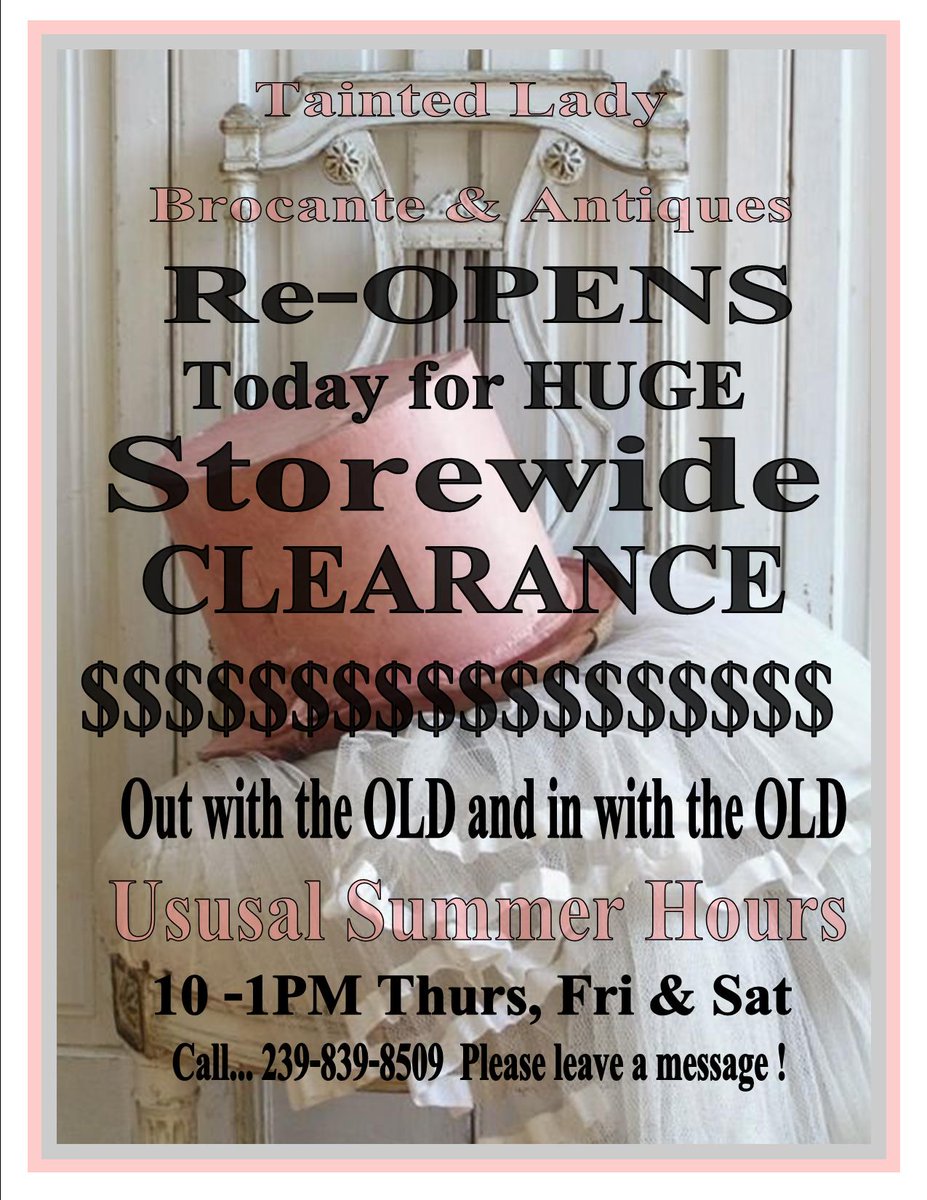 Tainted Lady
Brocante & Antiques
Re-OPENS
Today for HUGE
Storewide
CLEARANCE
$$$$$$$$$$$$$$$$$$
Out with the OLD and in with the OLD
Ususal Summer Hours
10 -1PM Thurs, Fri & Sat
Call... 239-839-8509 Please leave a message !